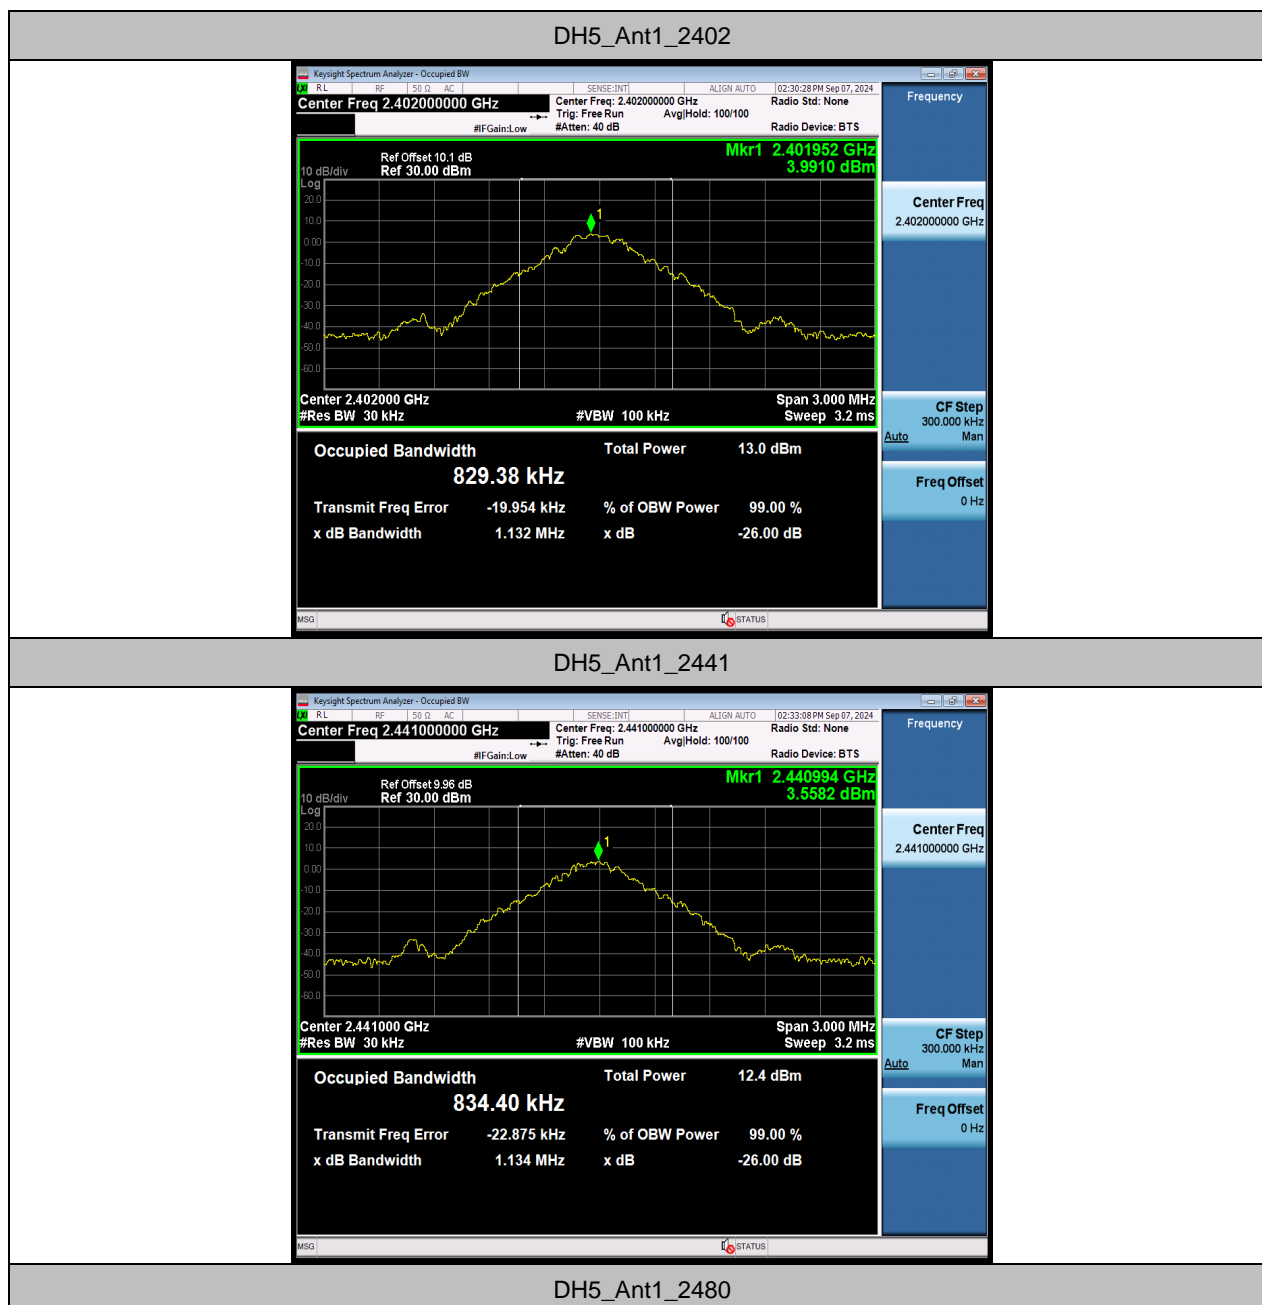 DH5_Ant1_2402
Keysight Spectrum Analyzer - Occupied BW
LXI RL RF 50 Ω AC SENSE:INT ALIGN AUTO 02:30:28 PM Sep 07, 2024
Center Freq 2.402000000 GHz Center Freq: 2.402000000 GHz Radio Std: None Frequency
Trig: Free Run Avg|Hold: 100/100
#IFGain:Low #Atten: 40 dB Radio Device: BTS
Mkr1 2.401952 GHz
Ref Offset 10.1 dB 3.9910 dBm
10 dB/div Ref 30.00 dBm
Log
20.0
10.0
0.00
-10.0
-20.0
-30.0
-40.0
-50.0
-60.0
1
Center Freq
2.402000000 GHz
Center 2.402000 GHz Span 3.000 MHz
#Res BW 30 kHz #VBW 100 kHz Sweep 3.2 ms
CF Step
300.000 kHz
Auto Man
Occupied Bandwidth Total Power 13.0 dBm
829.38 kHz
Transmit Freq Error -19.954 kHz % of OBW Power 99.00 %
x dB Bandwidth 1.132 MHz x dB -26.00 dB
Freq Offset
0 Hz
MSG STATUS
DH5_Ant1_2441
Keysight Spectrum Analyzer - Occupied BW
LXI RL RF 50 Ω AC SENSE:INT ALIGN AUTO 02:33:08 PM Sep 07, 2024
Center Freq 2.441000000 GHz Center Freq: 2.441000000 GHz Radio Std: None Frequency
Trig: Free Run Avg|Hold: 100/100
#IFGain:Low #Atten: 40 dB Radio Device: BTS
Mkr1 2.440994 GHz
Ref Offset 9.96 dB 3.5582 dBm
10 dB/div Ref 30.00 dBm
Log
20.0
10.0
0.00
-10.0
-20.0
-30.0
-40.0
-50.0
-60.0
1
Center Freq
2.441000000 GHz
Center 2.441000 GHz Span 3.000 MHz
#Res BW 30 kHz #VBW 100 kHz Sweep 3.2 ms
CF Step
300.000 kHz
Auto Man
Occupied Bandwidth Total Power 12.4 dBm
834.40 kHz
Transmit Freq Error -22.875 kHz % of OBW Power 99.00 %
x dB Bandwidth 1.134 MHz x dB -26.00 dB
Freq Offset
0 Hz
MSG STATUS
DH5_Ant1_2480